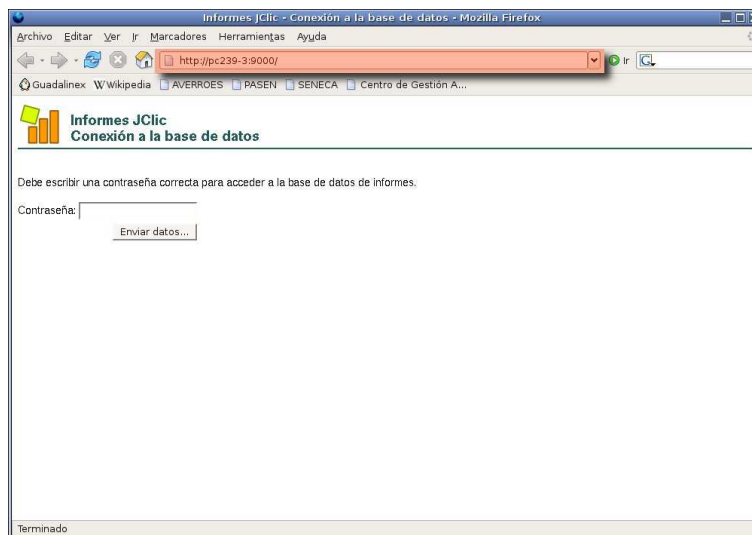 Informes JClic - Conexión a la base de datos - Mozilla Firefox
Archivo Editar Ver Ir Marcadores Herramientas Ayuda
http://pc239-3:9000/ Ir G
Guadalinex Wikipedia AVERROES PASEN SENECA Centro de Gestión A...
Informes JClic
Conexión a la base de datos
Debe escribir una contraseña correcta para acceder a la base de datos de informes.
Contraseña:
Enviar datos...
Terminado